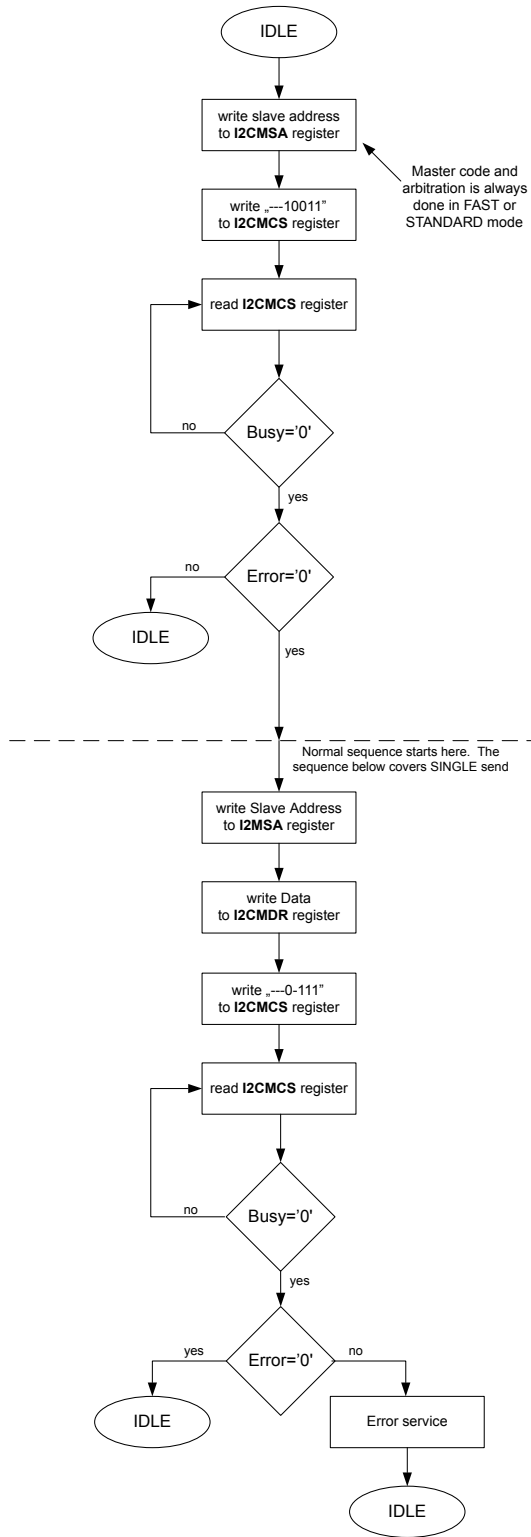 IDLE
write slave address
to I2CMSA register
Master code and
arbitration is always
done in FAST or
STANDARD mode
write „---10011”
to I2CMCS register
read I2CMCS register
Busy=’0'
no
yes
Error=’0'
no
IDLE
yes
Normal sequence starts here.  The
sequence below covers SINGLE send
write Slave Address
to I2MSA register
write Data
to I2CMDR register
write „---0-111”
to I2CMCS register
read I2CMCS register
Busy=’0'
no
yes
Error=’0'
yes
no
IDLE
Error service
IDLE